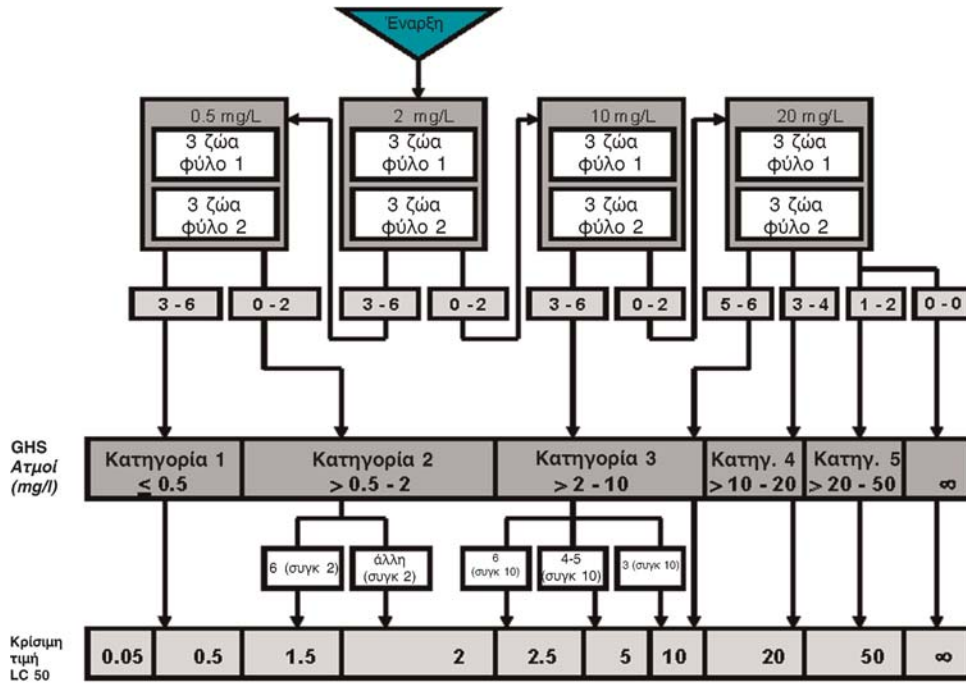 Έναρξη
0.5 mg/L
2 mg/L
10 mg/L
20 mg/L
3 ζώα
φύλο 1
3 ζώα
φύλο 1
3 ζώα
φύλο 1
3 ζώα
φύλο 1
3 ζώα
φύλο 2
3 ζώα
φύλο 2
3 ζώα
φύλο 2
3 ζώα
φύλο 2
3 - 6
0 - 2
3 - 6
0 - 2
3 - 6
0 - 2
5 - 6
3 - 4
1 - 2
0 - 0
GHS
Ατμοί
(mg/l)
Κατηγορία 1
≤ 0.5
Κατηγορία 2
> 0.5 - 2
Κατηγορία 3
> 2 - 10
Κατηγ. 4
> 10 - 20
Κατηγ. 5
> 20 - 50
∞
6 (συγκ 2)
άλλη
(συγκ 2)
6
(συγκ 10)
4-5
(συγκ 10)
3 (συγκ 10)
Κρίσιμη
τιμή
LC 50
0.05
0.5
1.5
2
2.5
5
10
20
50
∞